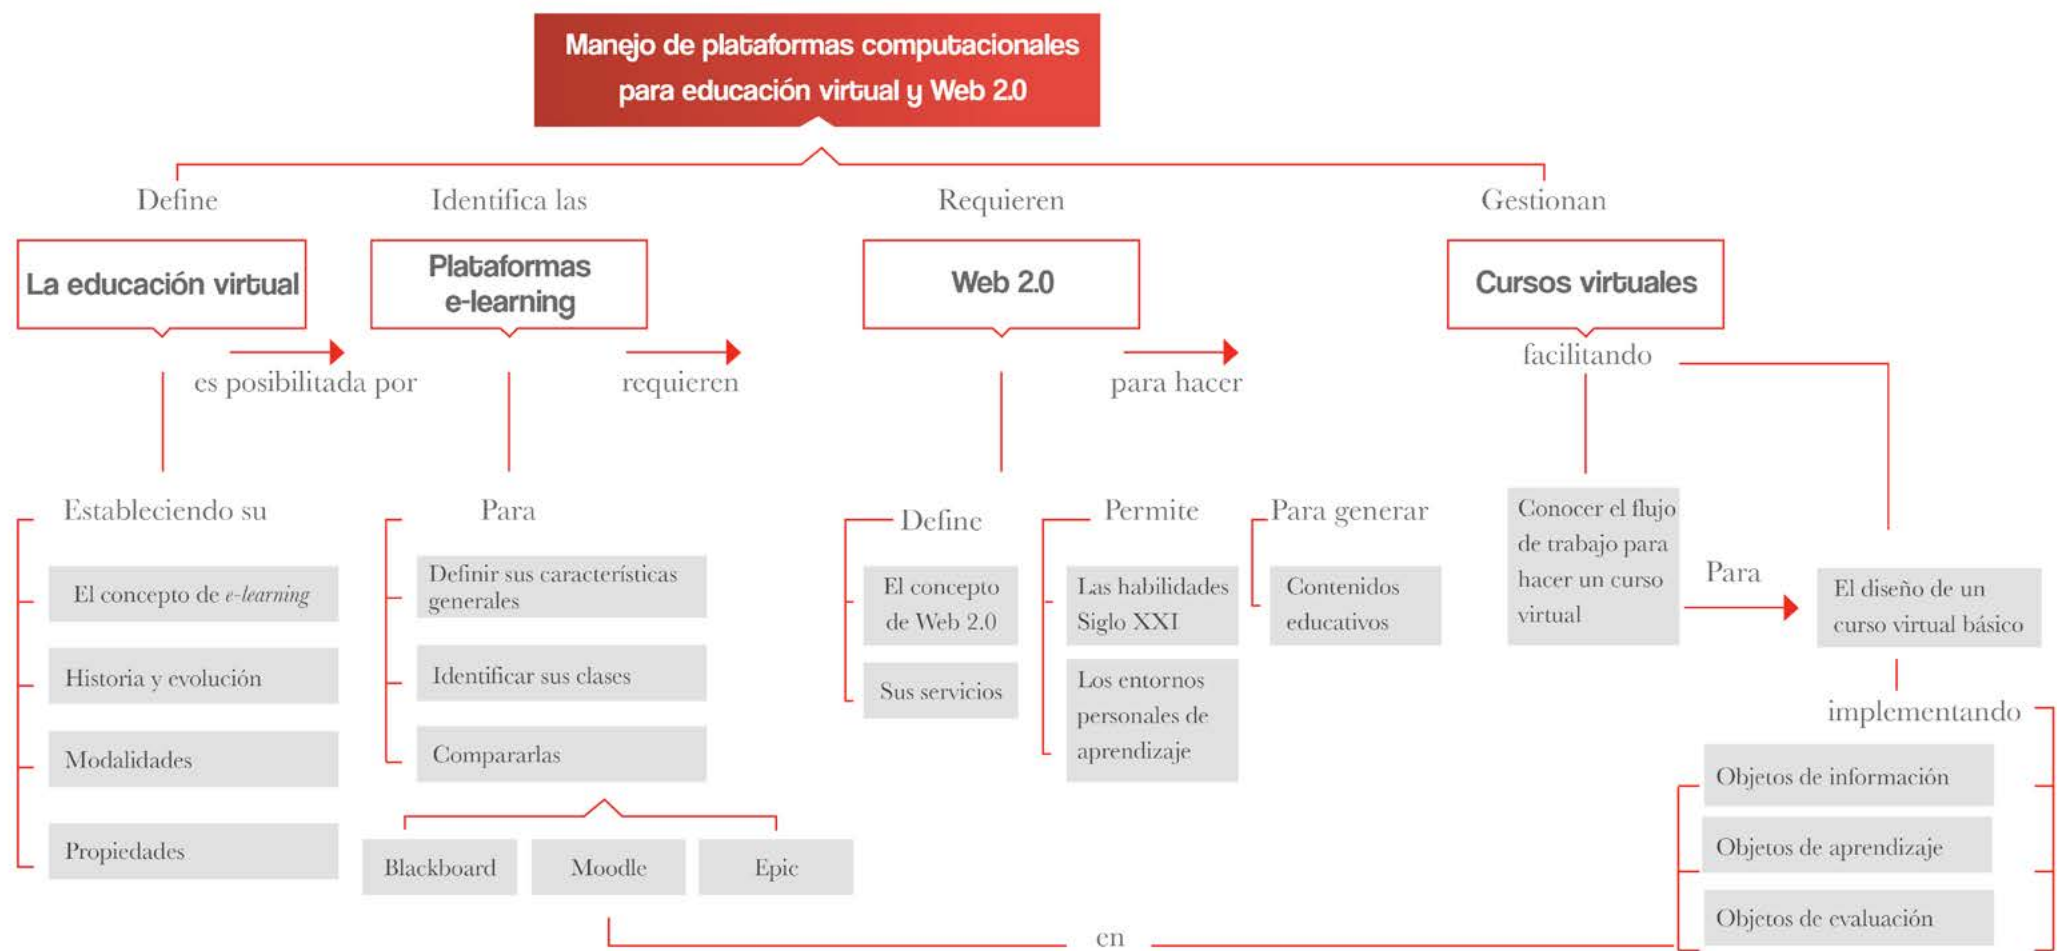 Manejo de plataformas computacionales
para educación virtual y Web 2.0
Define
Identifica las
Requieren
Gestionan
La educación virtual
Plataformas
e-learning
Web 2.0
Cursos virtuales
es posibilitada por
requieren
para hacer
facilitando
Estableciendo su
El concepto de e-learning
Historia y evolución
Modalidades
Propiedades
Para
Definir sus características
generales
Identificar sus clases
Compararlas
Blackboard
Moodle
Epic
Define
El concepto
de Web 2.0
Sus servicios
Permite
Las habilidades
Siglo XXI
Los entornos
personales de
aprendizaje
Para generar
Contenidos
educativos
Conocer el flujo
de trabajo para
hacer un curso
virtual
Para
El diseño de un
curso virtual básico
implementando
Objetos de información
Objetos de aprendizaje
Objetos de evaluación
en